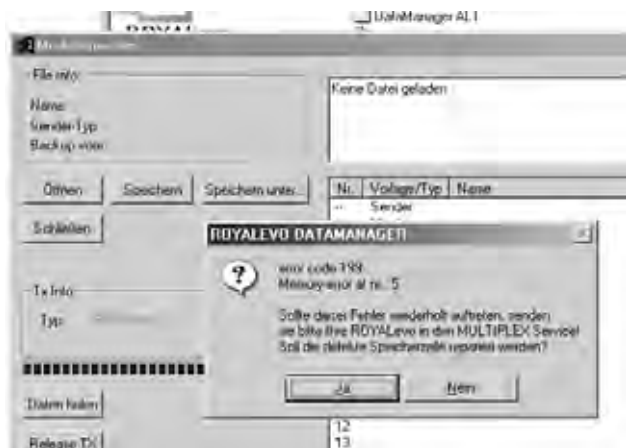 DataManager ALT
ROYAL
File info
Keine Datei geladen
Name:
Sender-Typ
Backup vom:
Öffnen
Speichern
Speichern unter...
Nr.
Vorlage/Typ
Name
--
Sender
Schließen
ROYALEVO DATAMANAGER
error code 199
Memory-error at nr.: 5
Sollte dieser Fehler wiederholt auftreten, senden
sie bitte Ihre ROYALevo in den MULTIPLEX Service!
Soll die defekte Speicherzelle repariert werden?
Ja
Nein
Tx Info
Typ:
Daten holen
Release TX
12
13